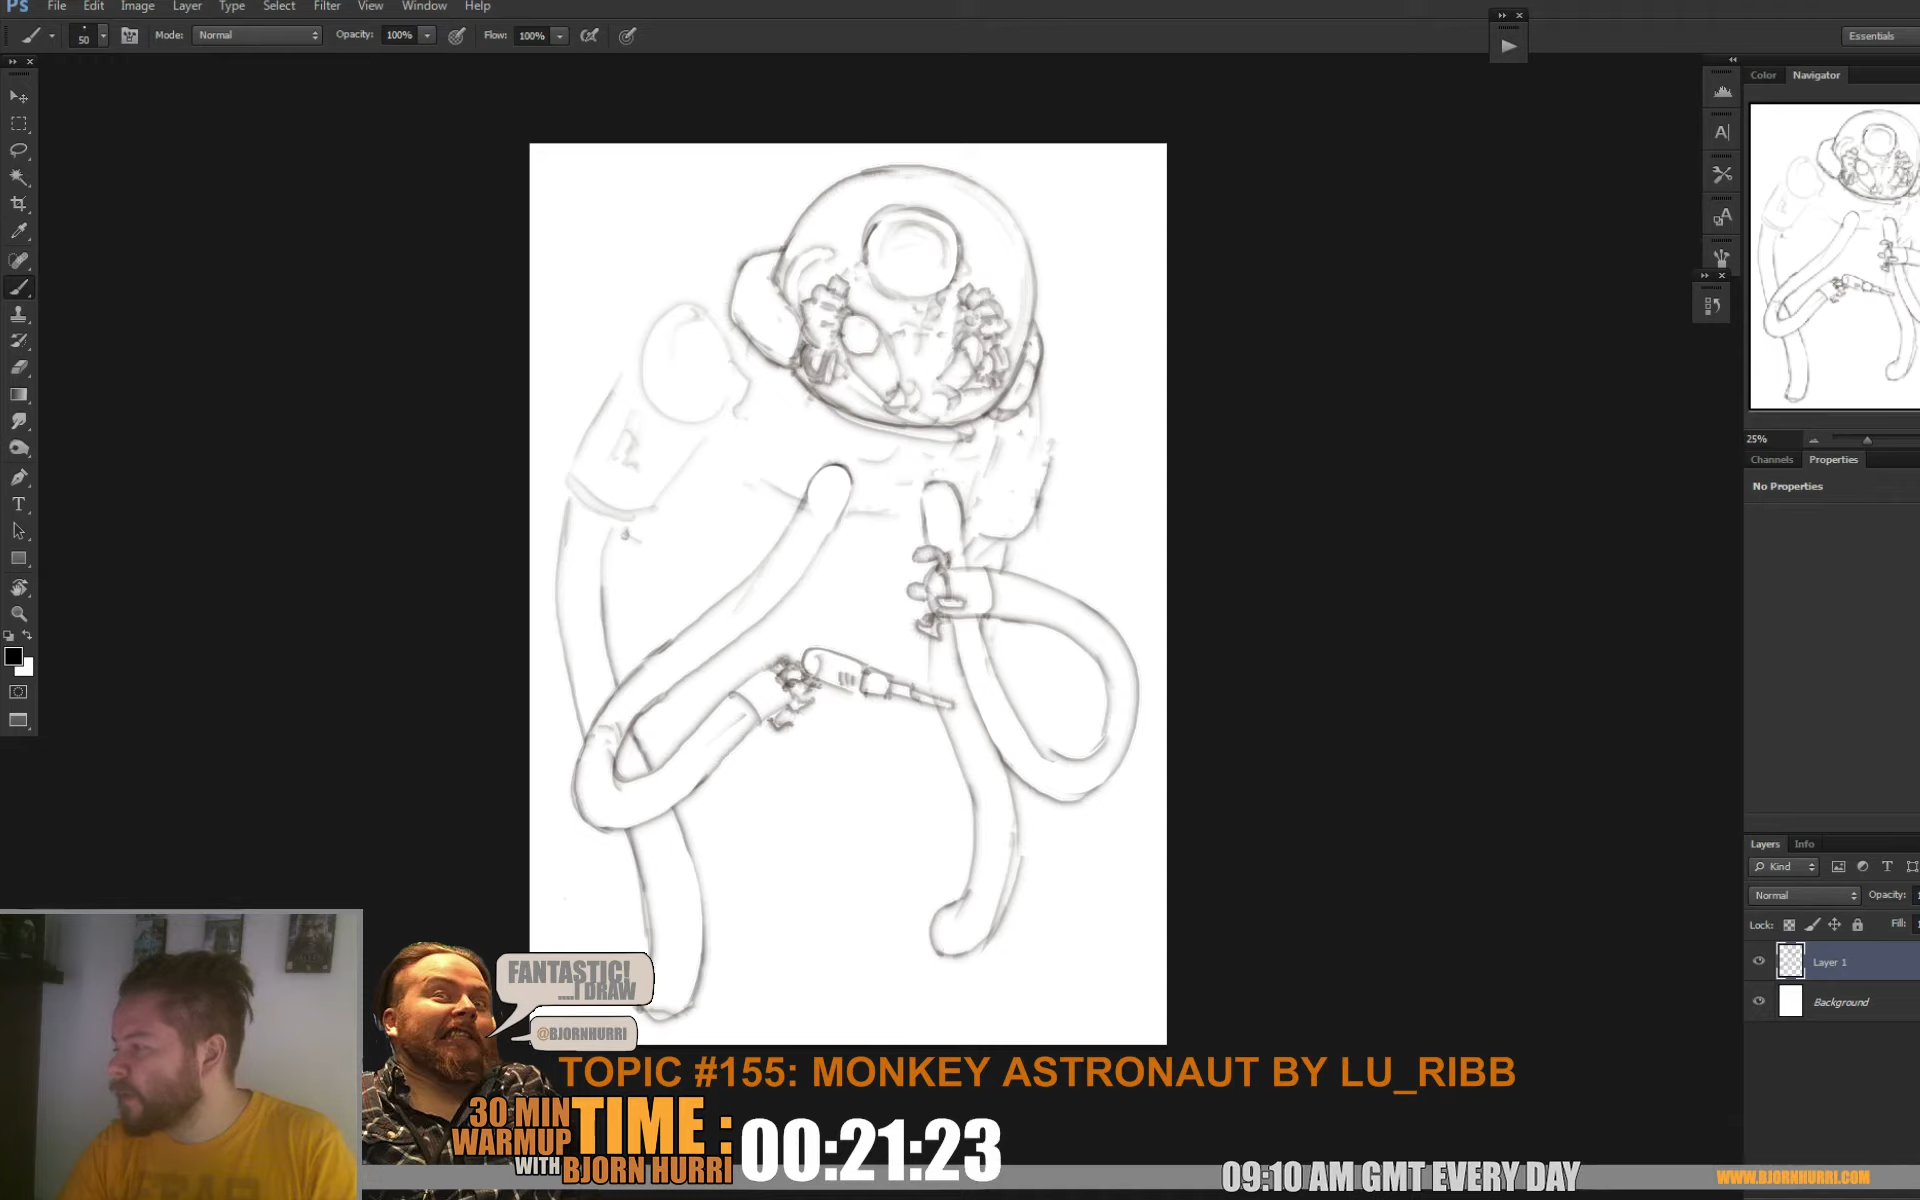 Ps File Edit Image Layer Type Select Filter View Window Help
50 Mode: Normal Opacity: 100% Flow: 100% Essentials
Color Navigator
25%
Channels Properties
No Properties
Layers Info
Kind
Normal Opacity:
Lock: Fill:
Layer 1
Background
FANTASTIC!
....I DRAW
@BJORNHURRI
TOPIC #155: MONKEY ASTRONAUT BY LU_RIBB
30 MIN
WARMUP
WITH BJORN HURRI
TIME : 00:21:23
09:10 AM GMT EVERY DAY
WWW.BJORNHURRI.COM